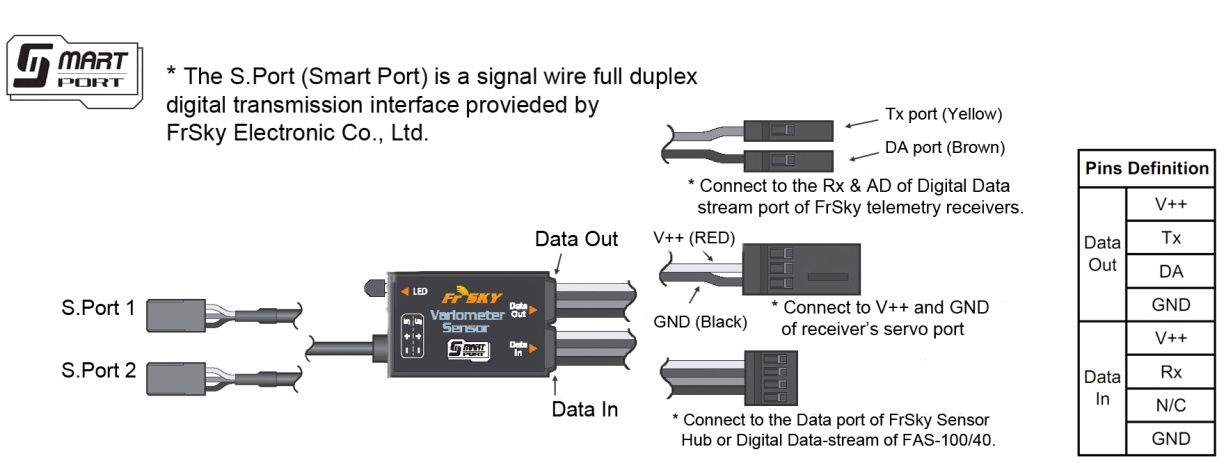 SMART
PORT
* The S.Port (Smart Port) is a signal wire full duplex
digital transmission interface provieded by
FrSky Electronic Co., Ltd.
Tx port (Yellow)
DA port (Brown)
* Connect to the Rx & AD of Digital Data
stream port of FrSky telemetry receivers.
Data Out
V++ (RED)
GND (Black)
* Connect to V++ and GND
of receiver's servo port
S.Port 1
S.Port 2
LED
FrSKY
Variometer
Sensor
Data
Out
Data
In
SMART
PORT
Data In
* Connect to the Data port of FrSky Sensor
Hub or Digital Data-stream of FAS-100/40.
Pins Definition
Data
Out
V++
Tx
DA
GND
Data
In
V++
Rx
N/C
GND